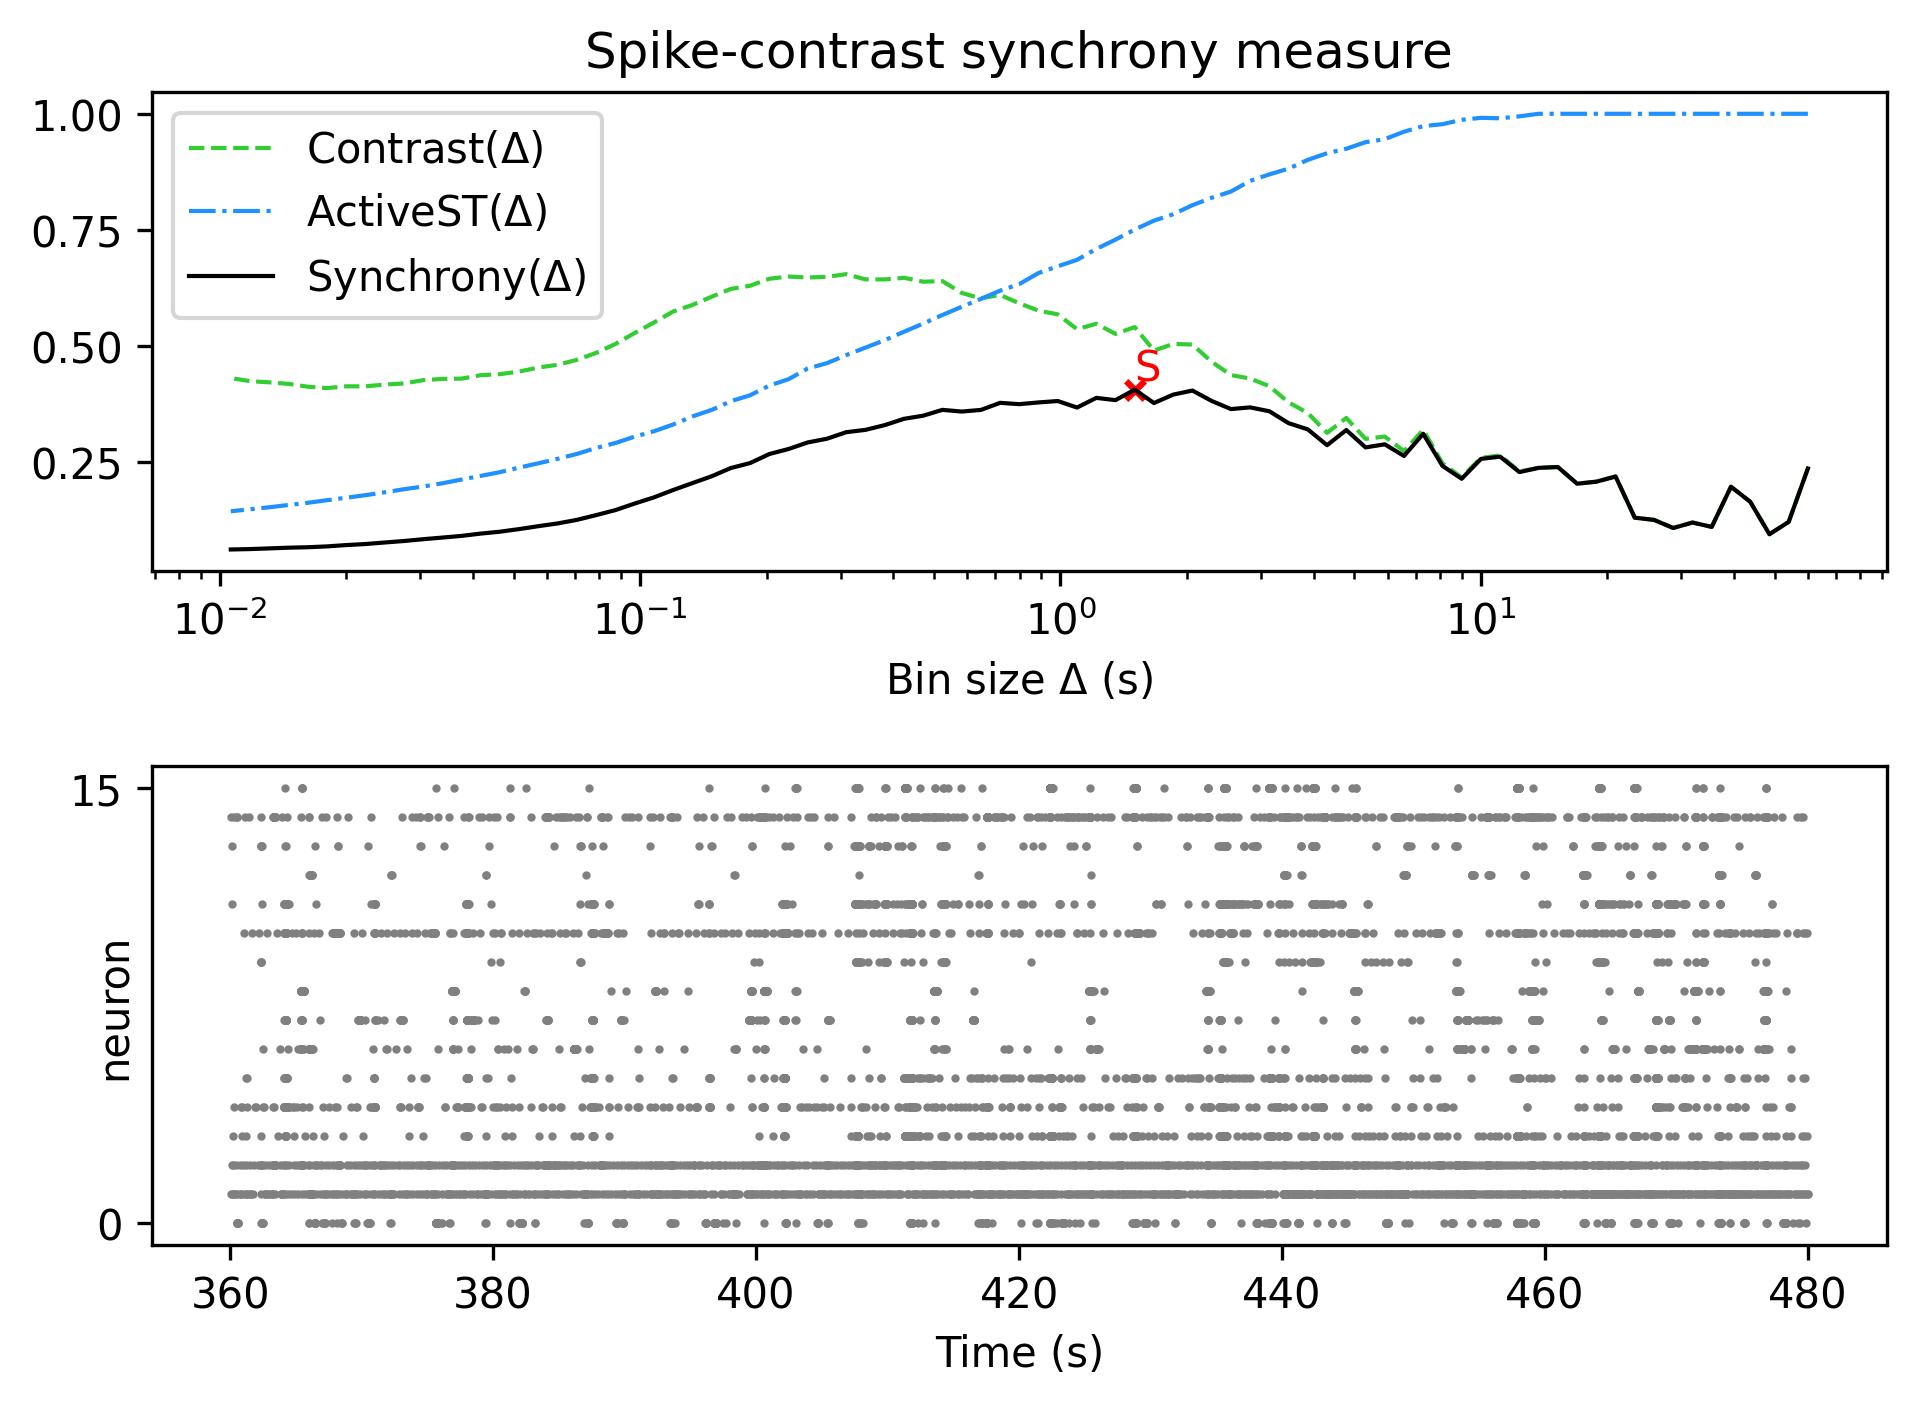 Spike-contrast synchrony measure
1.00
0.75
0.50
0.25
Contrast(Δ)
ActiveST(Δ)
Synchrony(Δ)
S
10⁻² 10⁻¹ 10⁰ 10¹
Bin size Δ (s)
15
0
neuron
360 380 400 420 440 460 480
Time (s)